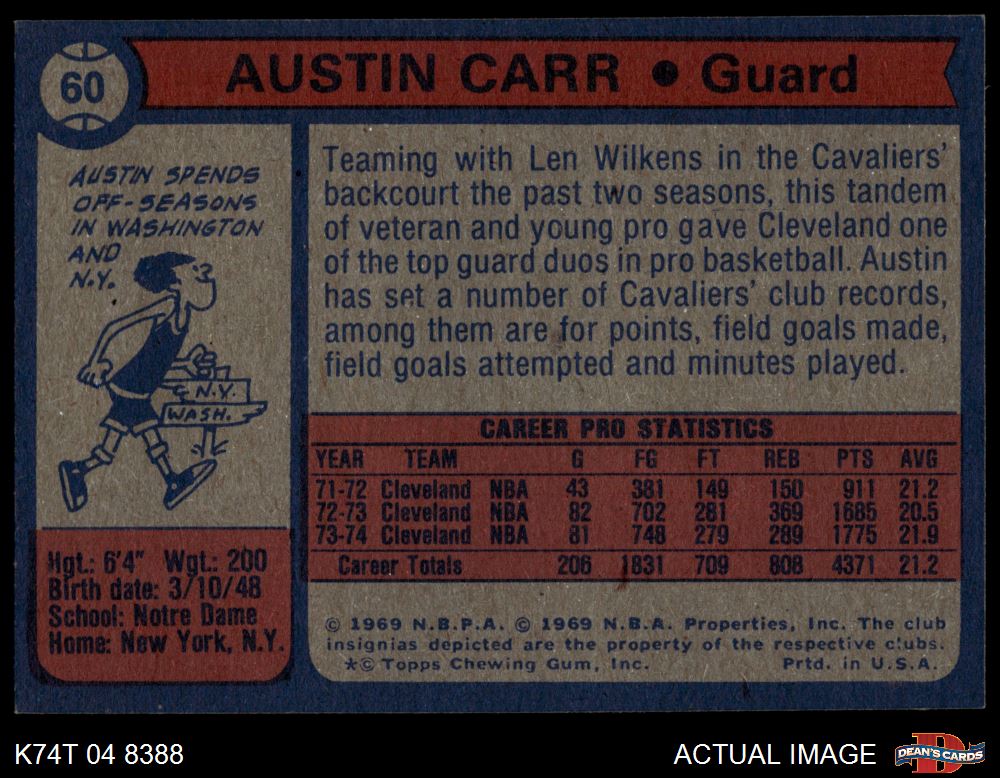 60
AUSTIN CARR ● Guard
AUSTIN SPENDS
OFF-SEASONS
IN WASHINGTON
AND
N.Y.
N.Y.
WASH.
Hgt.: 6'4" Wgt.: 200
Birth date: 3/10/48
School: Notre Dame
Home: New York, N.Y.
Teaming with Len Wilkens in the Cavaliers'
backcourt the past two seasons, this tandem
of veteran and young pro gave Cleveland one
of the top guard duos in pro basketball. Austin
has set a number of Cavaliers' club records,
among them are for points, field goals made,
field goals attempted and minutes played.
CAREER PRO STATISTICS
YEAR TEAM G FG FT REB PTS AVG
71-72 Cleveland NBA 43 381 149 150 911 21.2
72-73 Cleveland NBA 82 702 281 369 1685 20.5
73-74 Cleveland NBA 81 748 279 289 1775 21.9
Career Totals 206 1831 709 808 4371 21.2
© 1969 N.B.P.A. © 1969 N.B.A. Properties, Inc. The club
insignias depicted are the property of the respective clubs.
*© Topps Chewing Gum, Inc. Prtd. in U.S.A.
K74T 04 8388
ACTUAL IMAGE
DEAN'S CARDS